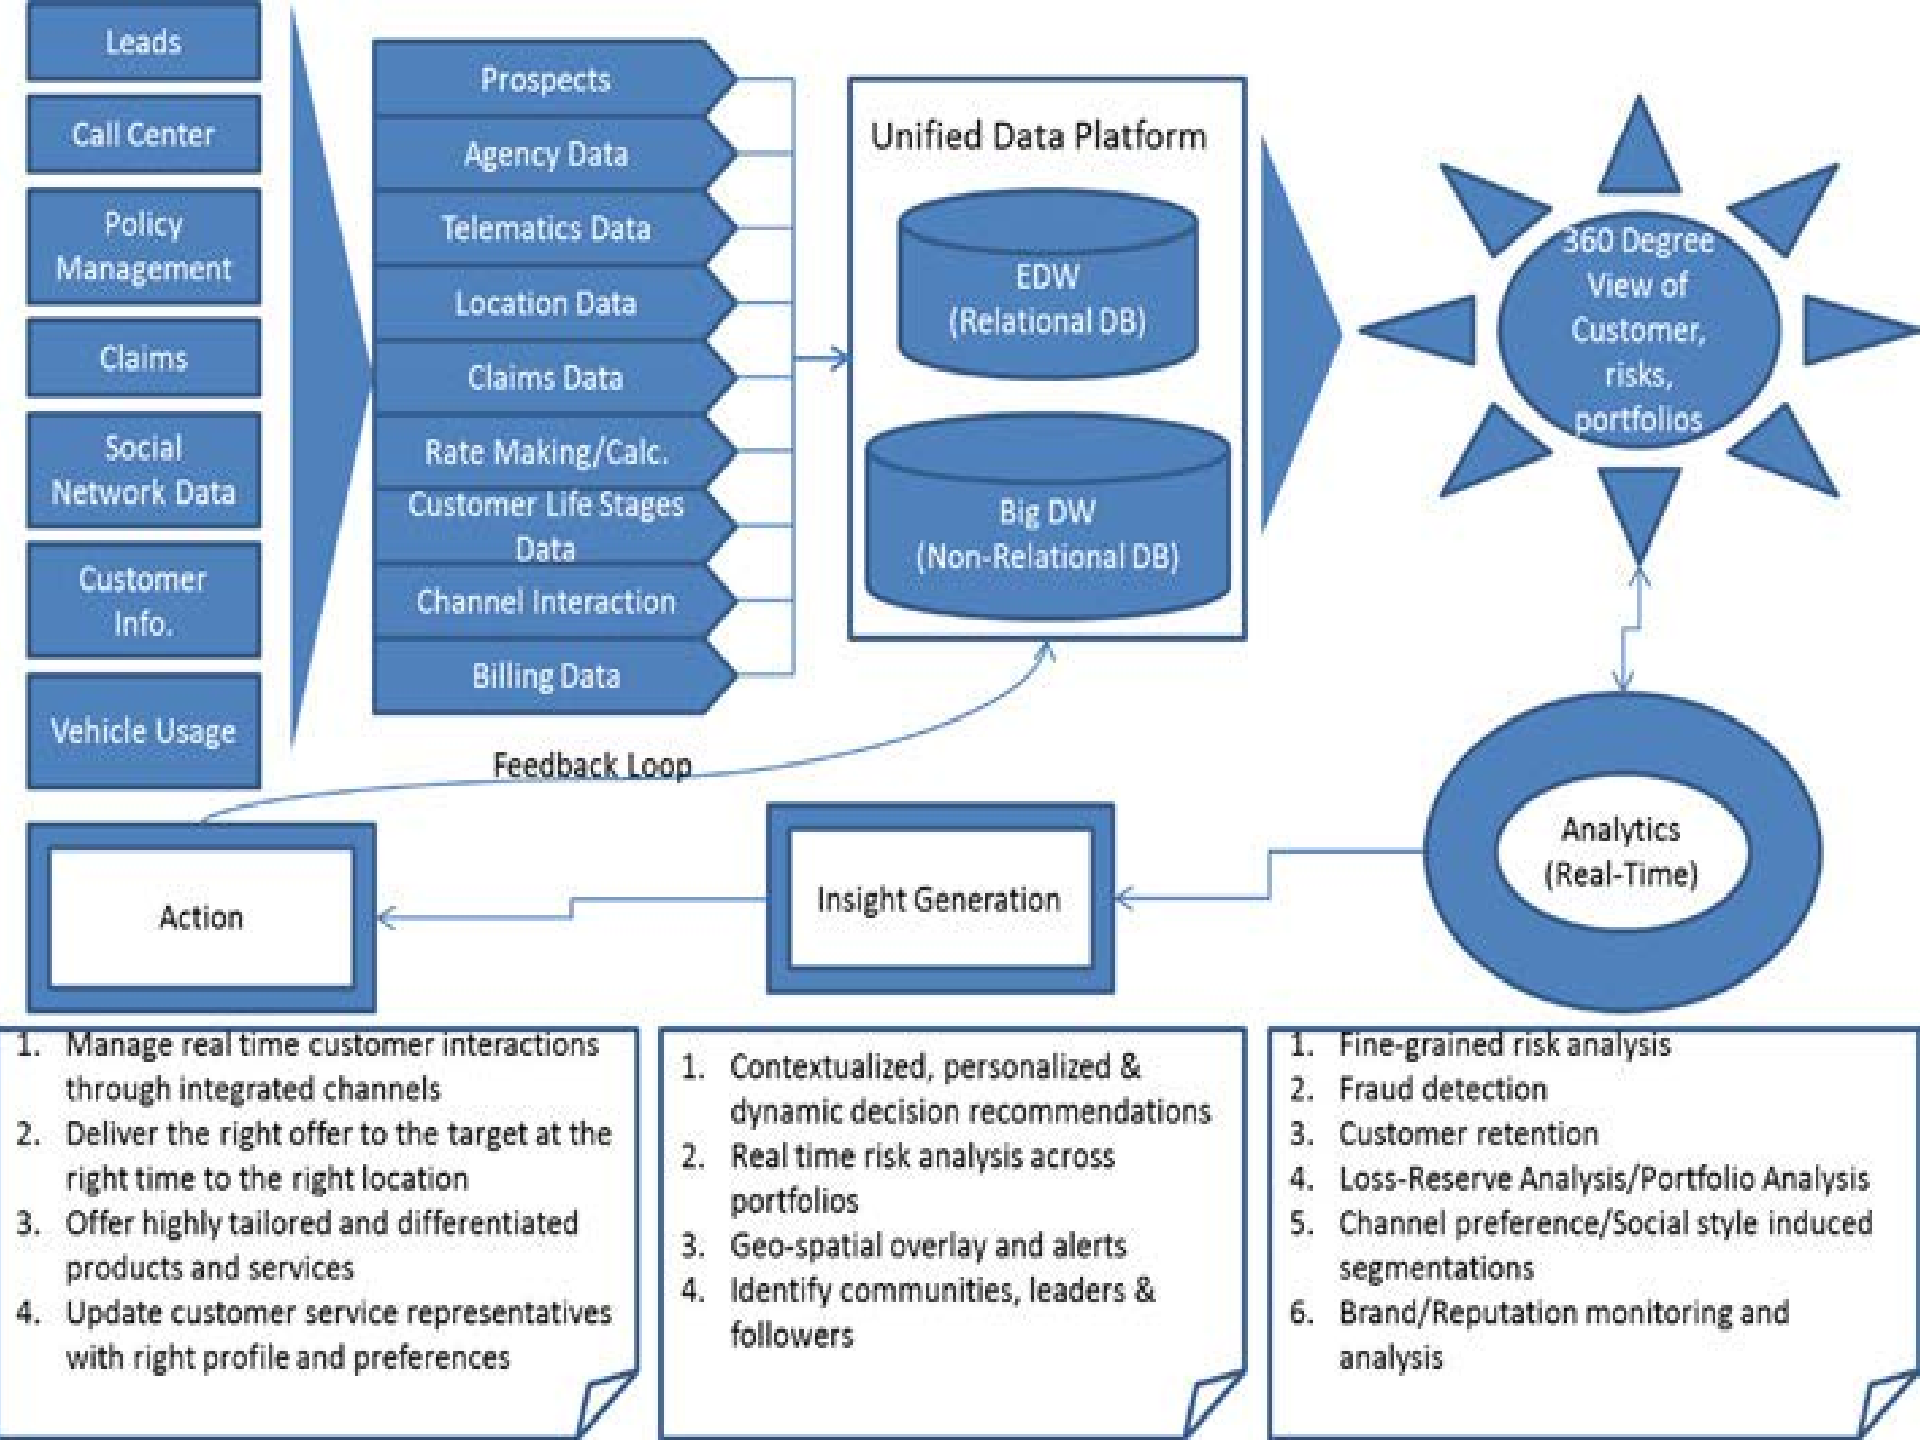 Leads
Call Center
Policy
Management
Claims
Social
Network Data
Customer
Info.
Vehicle Usage
Prospects
Agency Data
Telematics Data
Location Data
Claims Data
Rate Making/Calc.
Customer Life Stages
Data
Channel Interaction
Billing Data
Unified Data Platform
EDW
(Relational DB)
Big DW
(Non-Relational DB)
360 Degree
View of
Customer,
risks,
portfolios
Feedback Loop
Action
Insight Generation
Analytics
(Real-Time)
1. Manage real time customer interactions
through integrated channels
2. Deliver the right offer to the target at the
right time to the right location
3. Offer highly tailored and differentiated
products and services
4. Update customer service representatives
with right profile and preferences
1. Contextualized, personalized &
dynamic decision recommendations
2. Real time risk analysis across
portfolios
3. Geo-spatial overlay and alerts
4. Identify communities, leaders &
followers
1. Fine-grained risk analysis
2. Fraud detection
3. Customer retention
4. Loss-Reserve Analysis/Portfolio Analysis
5. Channel preference/Social style induced
segmentations
6. Brand/Reputation monitoring and
analysis